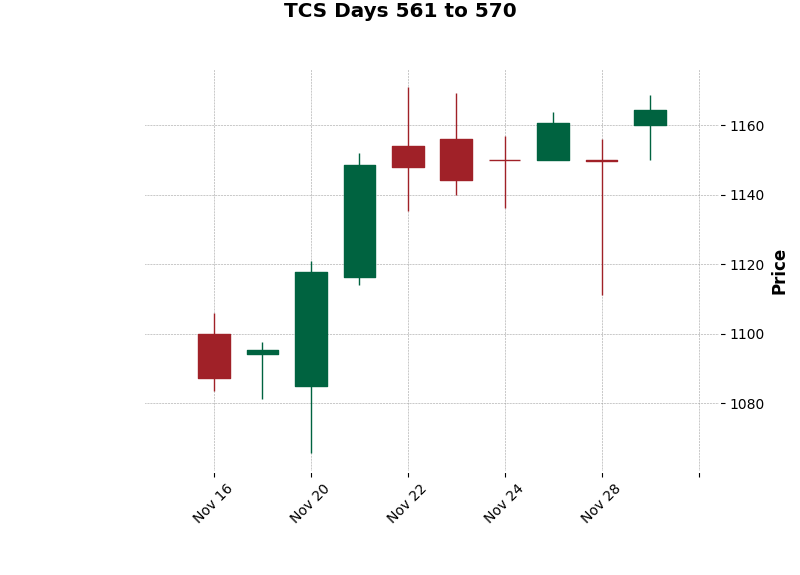 TCS Days 561 to 570
1160
1140
1120
1100
1080
Price
Nov 16
Nov 20
Nov 22
Nov 24
Nov 28